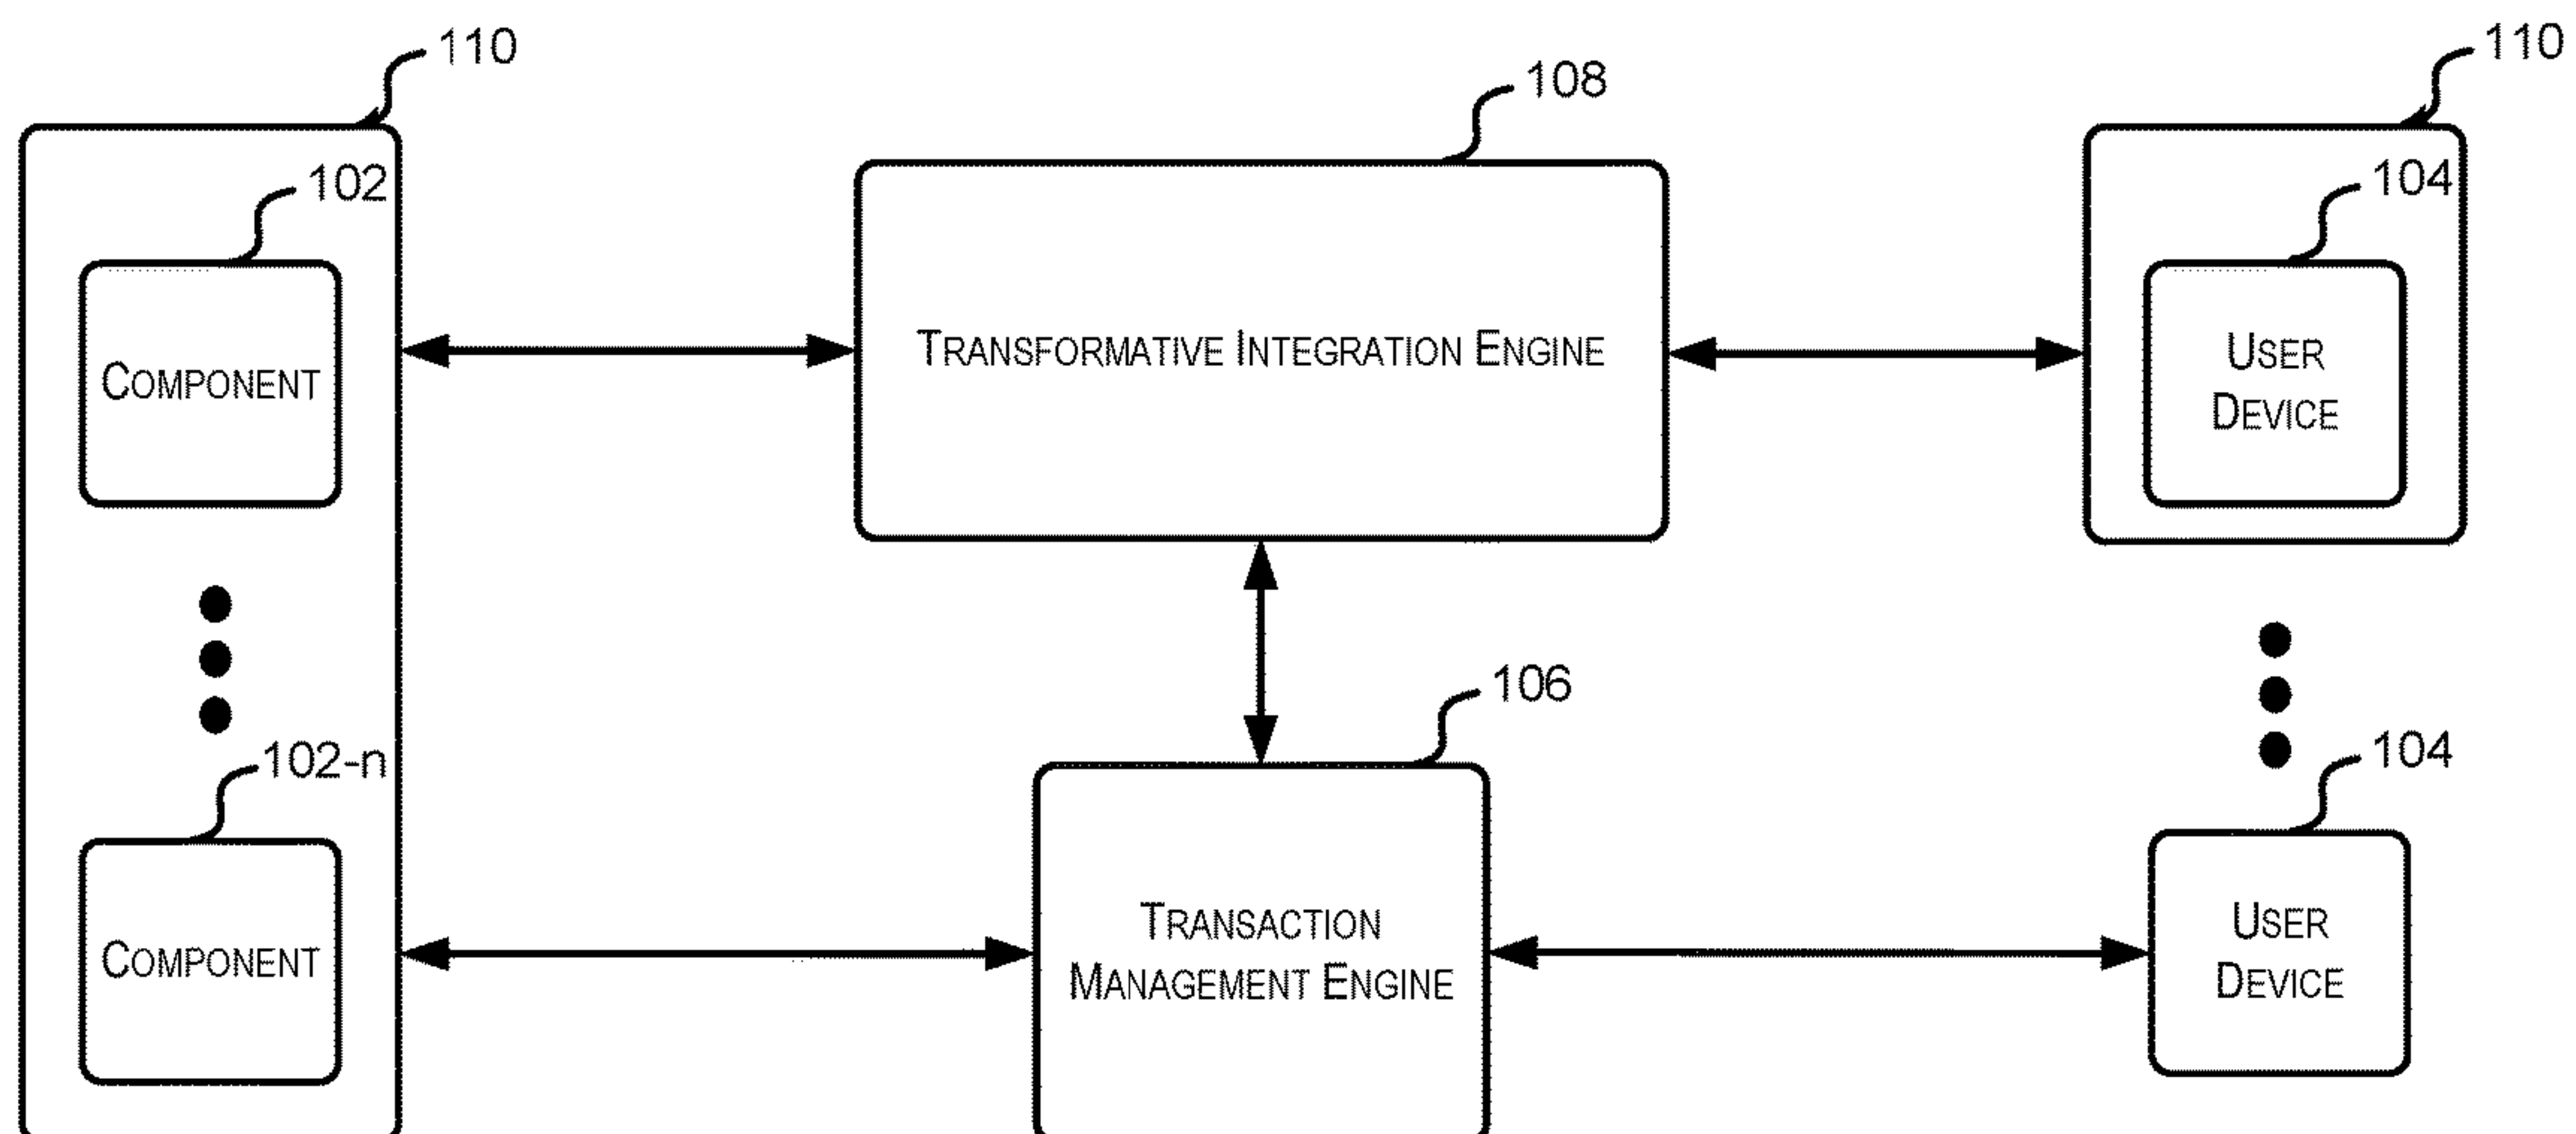 110
110
108
102
104
TRANSFORMATIVE INTEGRATION ENGINE
COMPONENT
USER
DEVICE
106
102-n
104
COMPONENT
TRANSACTION
MANAGEMENT ENGINE
USER
DEVICE